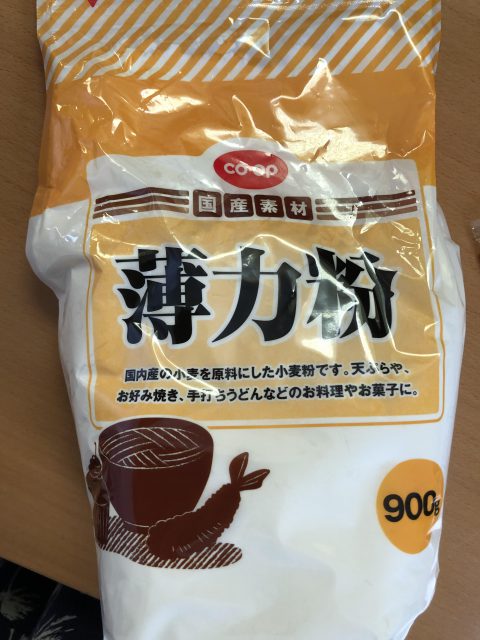 co-op
国産素材
薄力粉
国内産の小麦を原料にした小麦粉です。天ぷらや、
お好み焼き、手打ちうどんなどのお料理やお菓子に。
900g